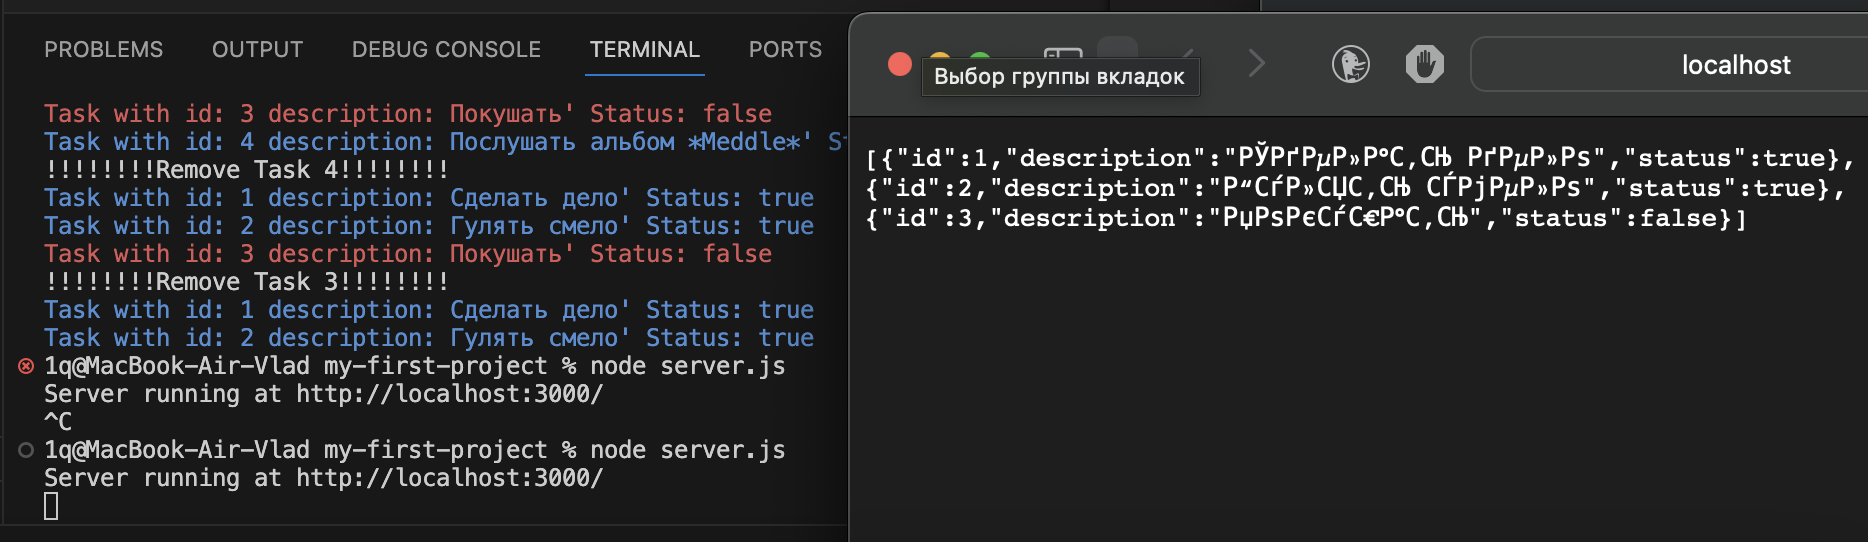 PROBLEMS OUTPUT DEBUG CONSOLE TERMINAL PORTS
Task with id: 3 description: Покушать' Status: false
Task with id: 4 description: Послушать альбом *Meddle*' St
!!!!!!!!Remove Task 4!!!!!!!!
Task with id: 1 description: Сделать дело' Status: true
Task with id: 2 description: Гулять смело' Status: true
Task with id: 3 description: Покушать' Status: false
!!!!!!!!Remove Task 3!!!!!!!!
Task with id: 1 description: Сделать дело' Status: true
Task with id: 2 description: Гулять смело' Status: true
1q@MacBook-Air-Vlad my-first-project % node server.js
Server running at http://localhost:3000/
^C
1q@MacBook-Air-Vlad my-first-project % node server.js
Server running at http://localhost:3000/
Выбор группы вкладок
localhost
[{"id":1,"description":"РЎРґРµР»Р°С‚СЊ РґРµР»Рѕ","status":true},
{"id":2,"description":"Р“СѓР»СЏС‚СЊ СЃРјРµР»Рѕ","status":true},
{"id":3,"description":"РџРѕРєСѓС€Р°С‚СЊ","status":false}]